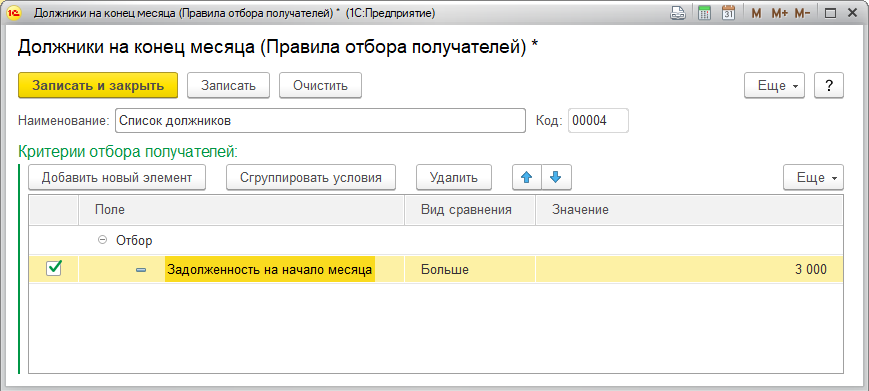 Должники на конец месяца (Правила отбора получателей) * (1С:Предприятие)
M M+ M-
Должники на конец месяца (Правила отбора получателей) *
Записать и закрыть Записать Очистить Еще ?
Наименование: Список должников Код: 00004
Критерии отбора получателей:
Добавить новый элемент Сгруппировать условия Удалить Еще
Поле Вид сравнения Значение
Отбор
Задолженность на начало месяца Больше 3 000